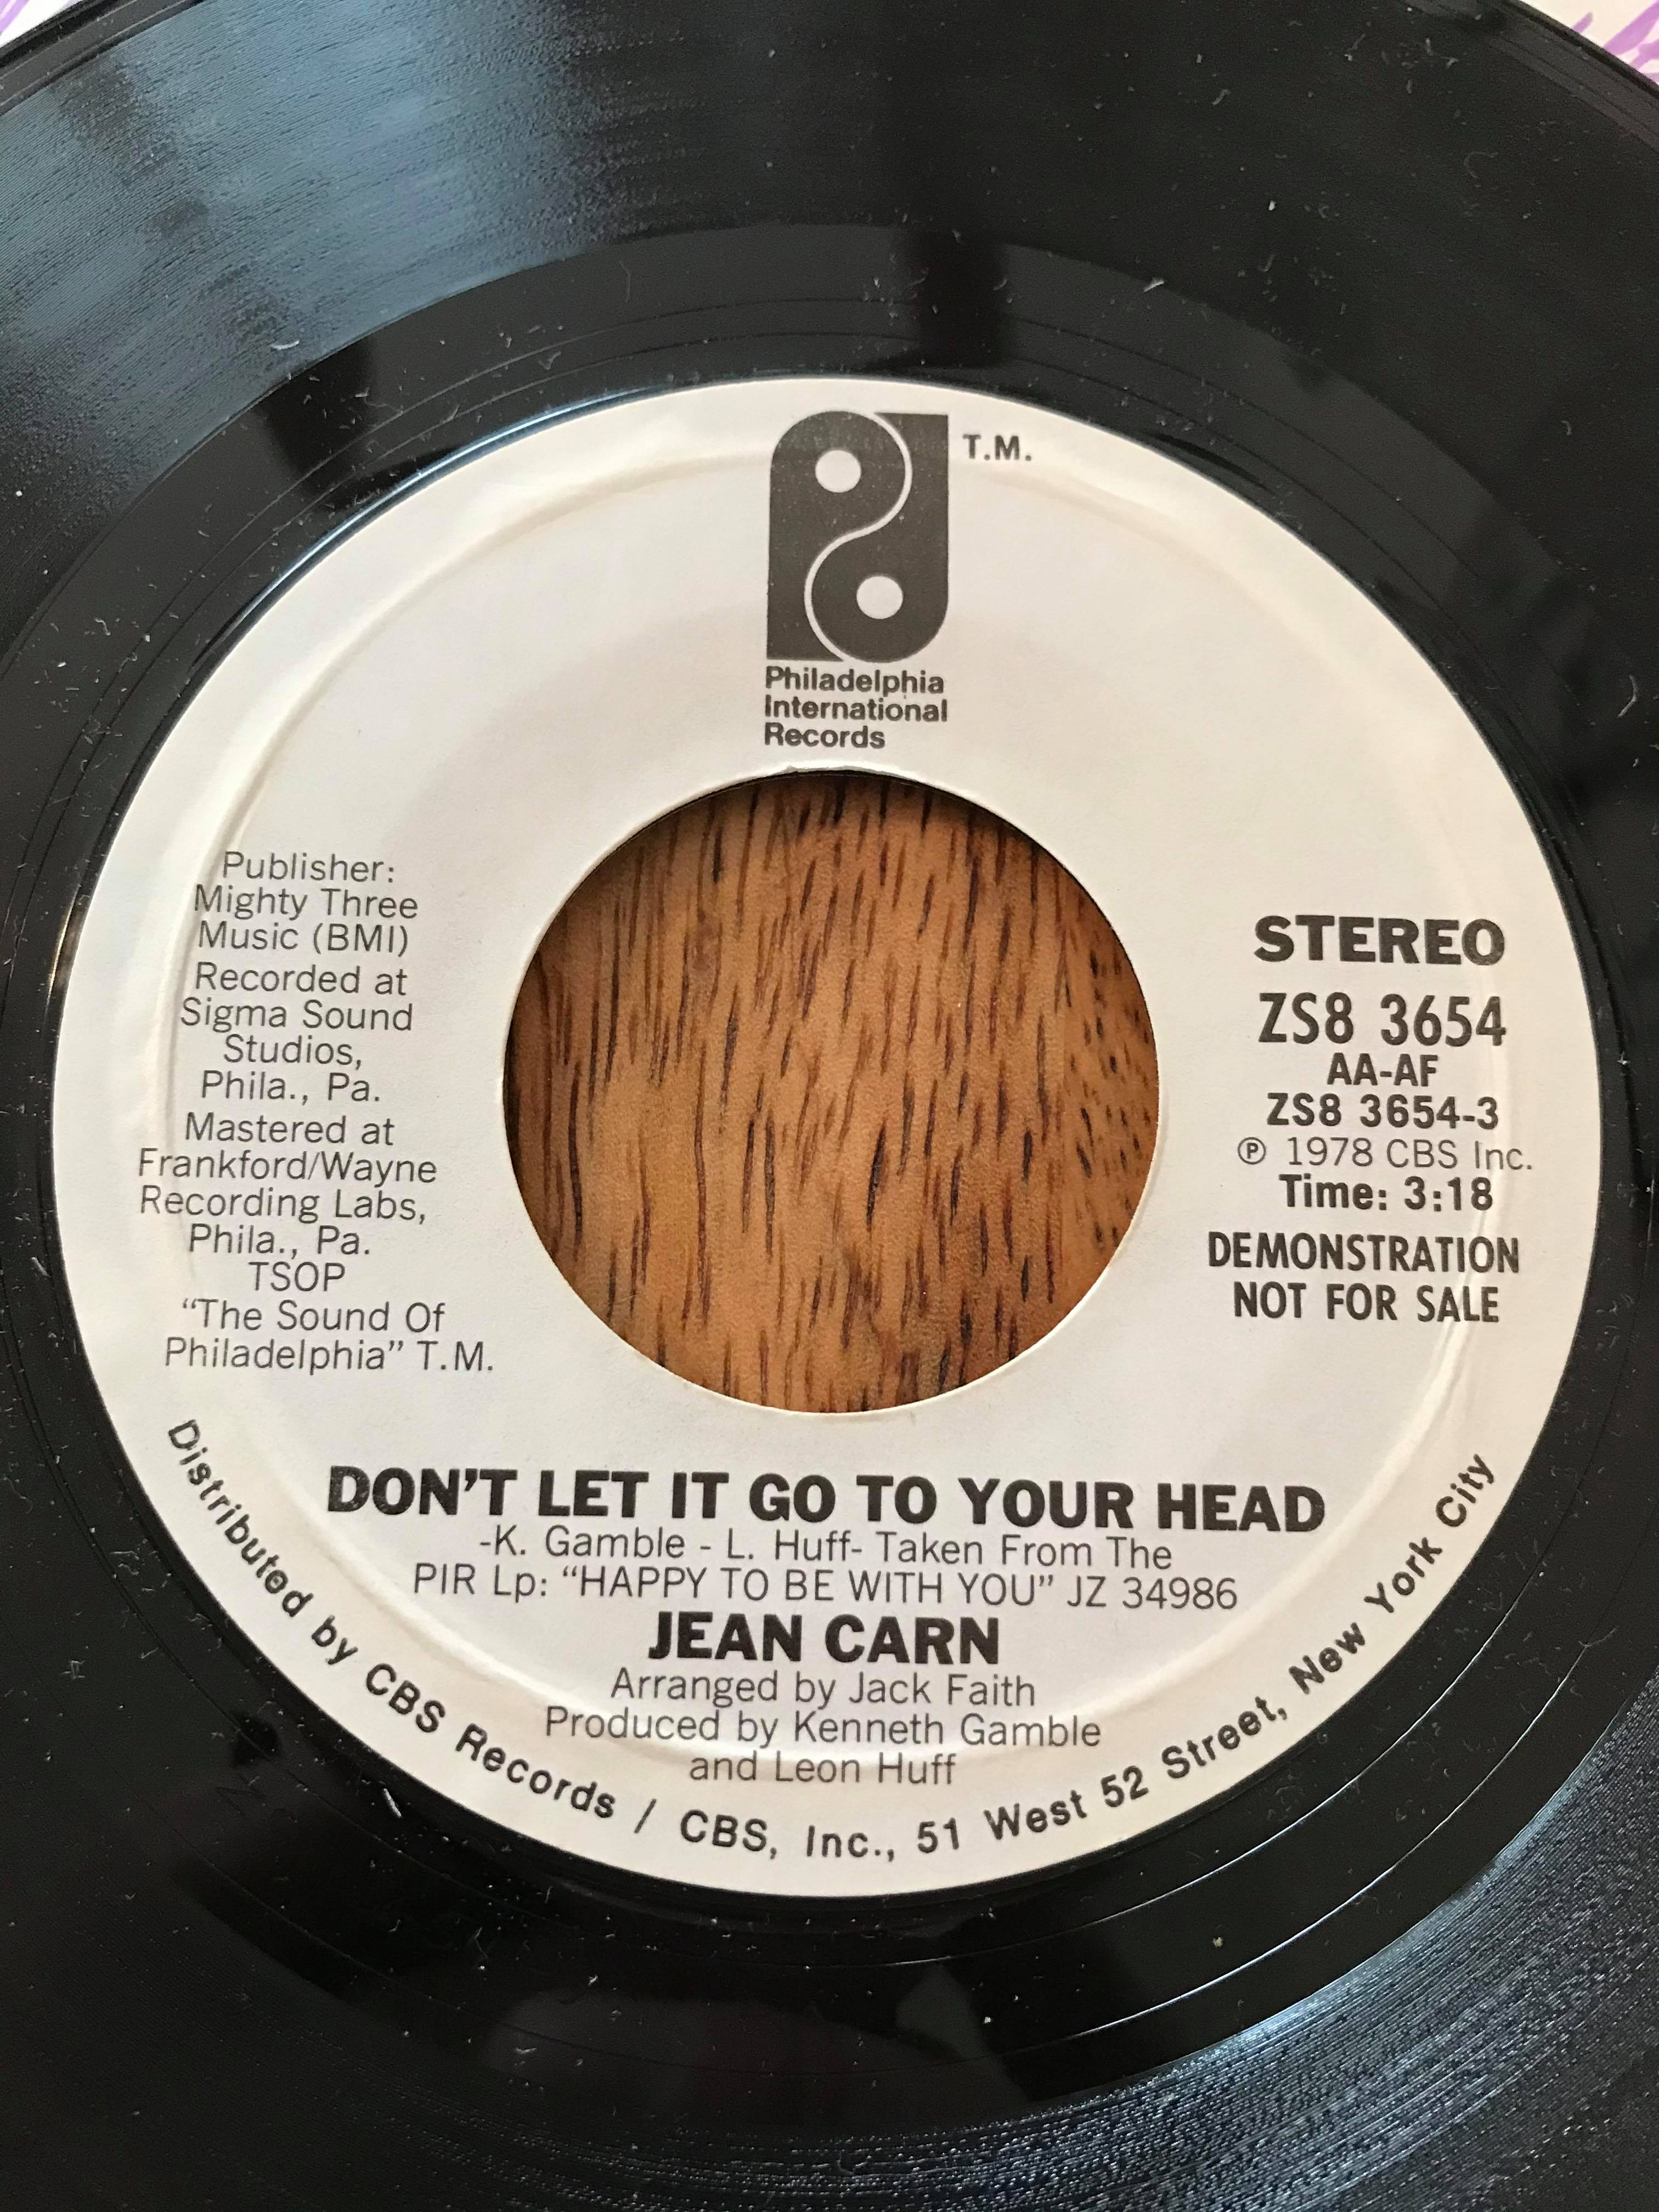 T.M.
Philadelphia
International
Records
Publisher:
Mighty Three
Music (BMI)
Recorded at
Sigma Sound
Studios,
Phila., Pa.
Mastered at
Frankford/Wayne
Recording Labs,
Phila., Pa.
TSOP
“The Sound Of
Philadelphia” T.M.
STEREO
ZS8 3654
AA-AF
ZS8 3654-3
℗ 1978 CBS Inc.
Time: 3:18
DEMONSTRATION
NOT FOR SALE
DON'T LET IT GO TO YOUR HEAD
-K. Gamble - L. Huff- Taken From The
PIR Lp: “HAPPY TO BE WITH YOU” JZ 34986
JEAN CARN
Arranged by Jack Faith
Produced by Kenneth Gamble
and Leon Huff
Distributed by CBS Records / CBS, Inc., 51 West 52 Street, New York City